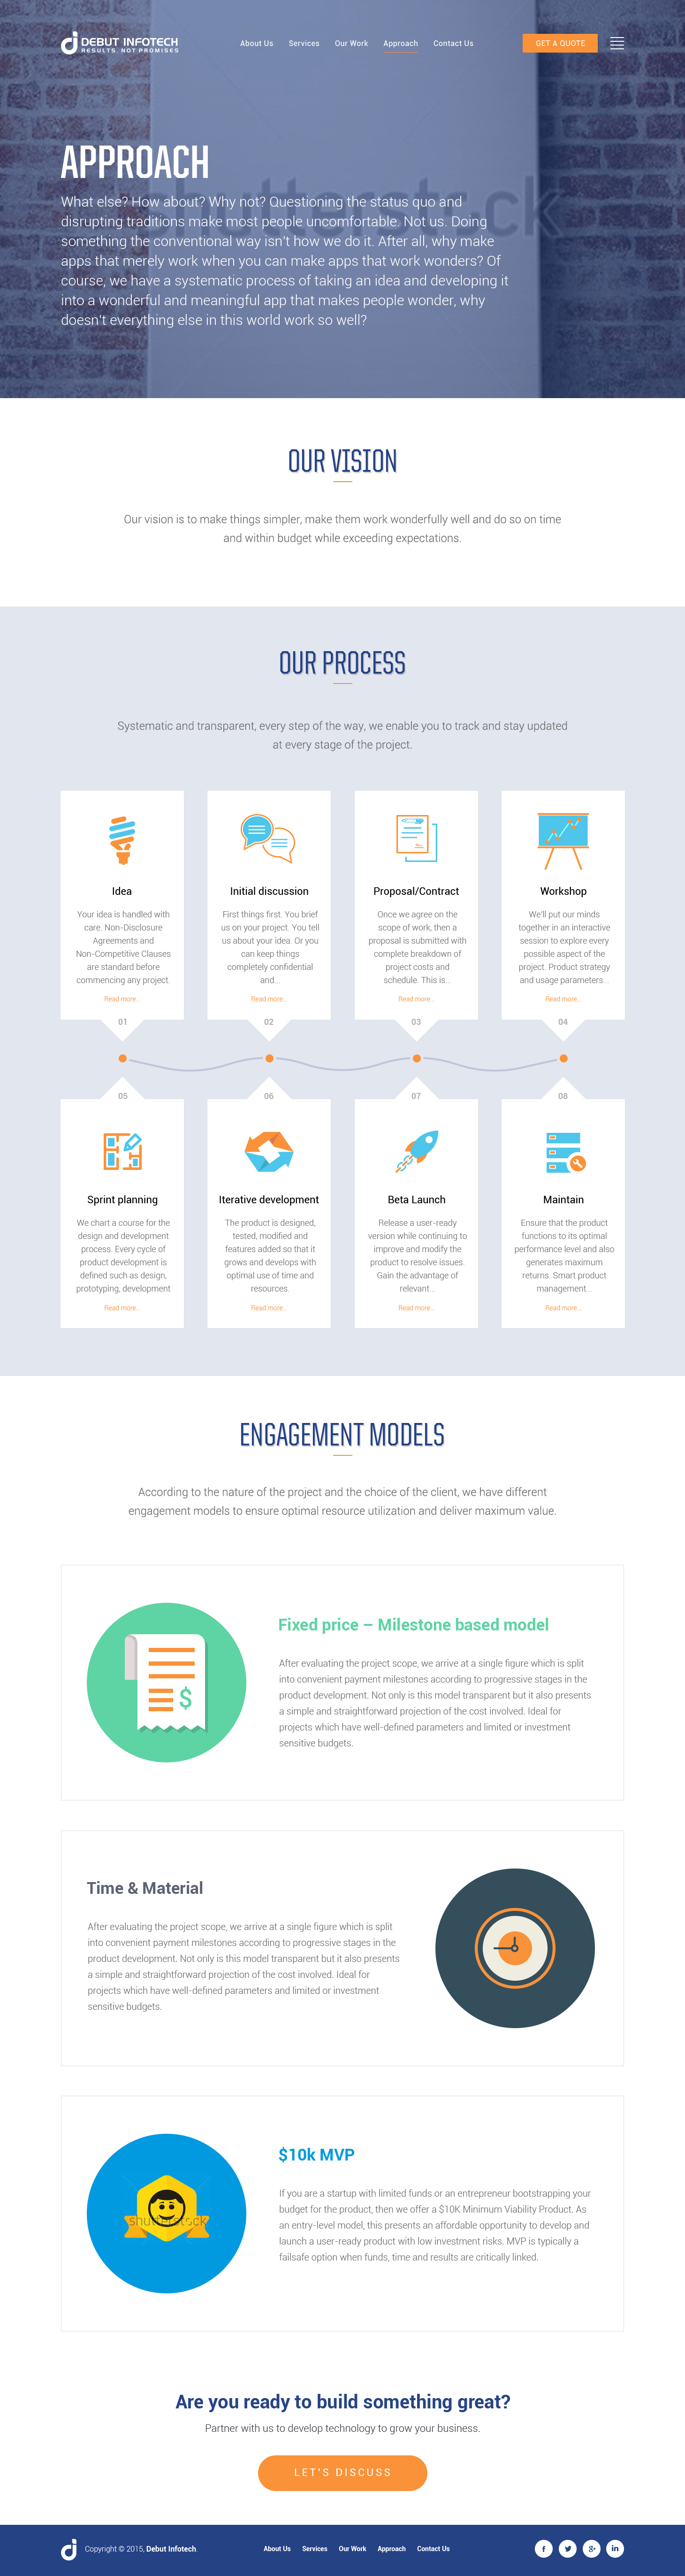 DEBUT INFOTECH
RESULTS, NOT PROMISES
About Us Services Our Work Approach Contact Us
GET A QUOTE
APPROACH
What else? How about? Why not? Questioning the status quo and
disrupting traditions make most people uncomfortable. Not us. Doing
something the conventional way isn't how we do it. After all, why make
apps that merely work when you can make apps that work wonders? Of
course, we have a systematic process of taking an idea and developing it
into a wonderful and meaningful app that makes people wonder, why
doesn't everything else in this world work so well?
OUR VISION
Our vision is to make things simpler, make them work wonderfully well and do so on time
and within budget while exceeding expectations.
OUR PROCESS
Systematic and transparent, every step of the way, we enable you to track and stay updated
at every stage of the project.
Idea
Your idea is handled with
care. Non-Disclosure
Agreements and
Non-Competitive Clauses
are standard before
commencing any project.
Read more...
01
Initial discussion
First things first. You brief
us on your project. You tell
us about your idea. Or you
can keep things
completely confidential
and...
Read more...
02
Proposal/Contract
Once we agree on the
scope of work, then a
proposal is submitted with
complete breakdown of
project costs and
schedule. This is...
Read more...
03
Workshop
We'll put our minds
together in an interactive
session to explore every
possible aspect of the
project. Product strategy
and usage parameters...
Read more...
04
05
Sprint planning
We chart a course for the
design and development
process. Every cycle of
product development is
defined such as design,
prototyping, development
Read more...
06
Iterative development
The product is designed,
tested, modified and
features added so that it
grows and develops with
optimal use of time and
resources.
Read more...
07
Beta Launch
Release a user-ready
version while continuing to
improve and modify the
product to resolve issues.
Gain the advantage of
relevant...
Read more...
08
Maintain
Ensure that the product
functions to its optimal
performance level and also
generates maximum
returns. Smart product
management...
Read more...
ENGAGEMENT MODELS
According to the nature of the project and the choice of the client, we have different
engagement models to ensure optimal resource utilization and deliver maximum value.
$
Fixed price – Milestone based model
After evaluating the project scope, we arrive at a single figure which is split
into convenient payment milestones according to progressive stages in the
product development. Not only is this model transparent but it also presents
a simple and straightforward projection of the cost involved. Ideal for
projects which have well-defined parameters and limited or investment
sensitive budgets.
Time & Material
After evaluating the project scope, we arrive at a single figure which is split
into convenient payment milestones according to progressive stages in the
product development. Not only is this model transparent but it also presents
a simple and straightforward projection of the cost involved. Ideal for
projects which have well-defined parameters and limited or investment
sensitive budgets.
shutterstock
$10k MVP
If you are a startup with limited funds or an entrepreneur bootstrapping your
budget for the product, then we offer a $10K Minimum Viability Product. As
an entry-level model, this presents an affordable opportunity to develop and
launch a user-ready product with low investment risks. MVP is typically a
failsafe option when funds, time and results are critically linked.
Are you ready to build something great?
Partner with us to develop technology to grow your business.
LET'S DISCUSS
Copyright © 2015, Debut Infotech.
About Us Services Our Work Approach Contact Us
f g+ in